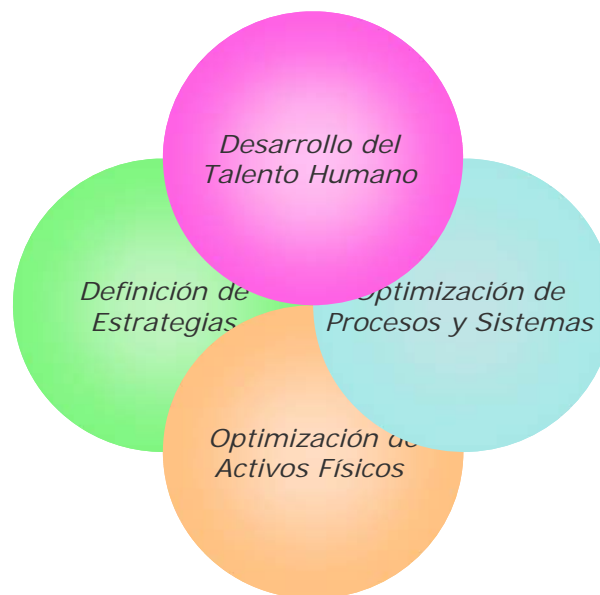 Desarrollo del
Talento Humano
Definición de
Estrategias
Optimización de
Procesos y Sistemas
Optimización de
Activos Físicos